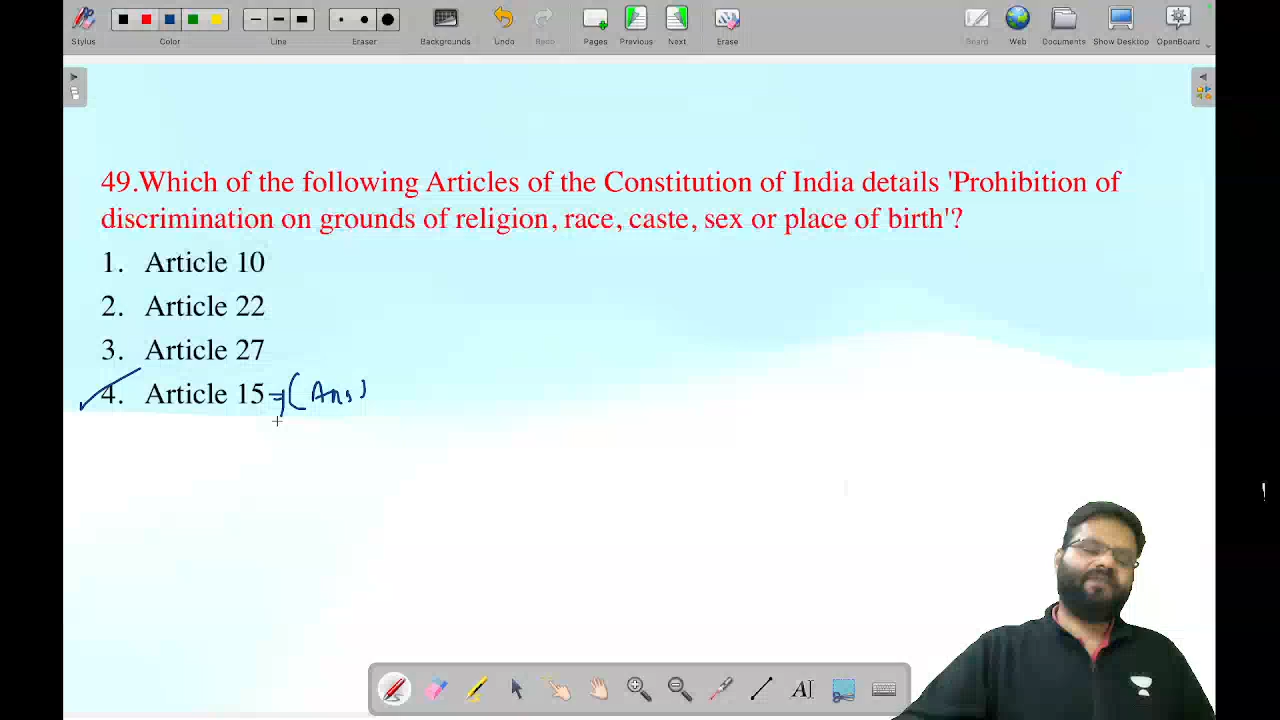 Stylus
Color
Line
Eraser
Backgrounds
Undo
Redo
Pages
Previous
Next
Erase
Board
Web
Documents
Show Desktop
OpenBoard
49.Which of the following Articles of the Constitution of India details 'Prohibition of
discrimination on grounds of religion, race, caste, sex or place of birth'?
1. Article 10
2. Article 22
3. Article 27
4. Article 15 (Ans)
AI